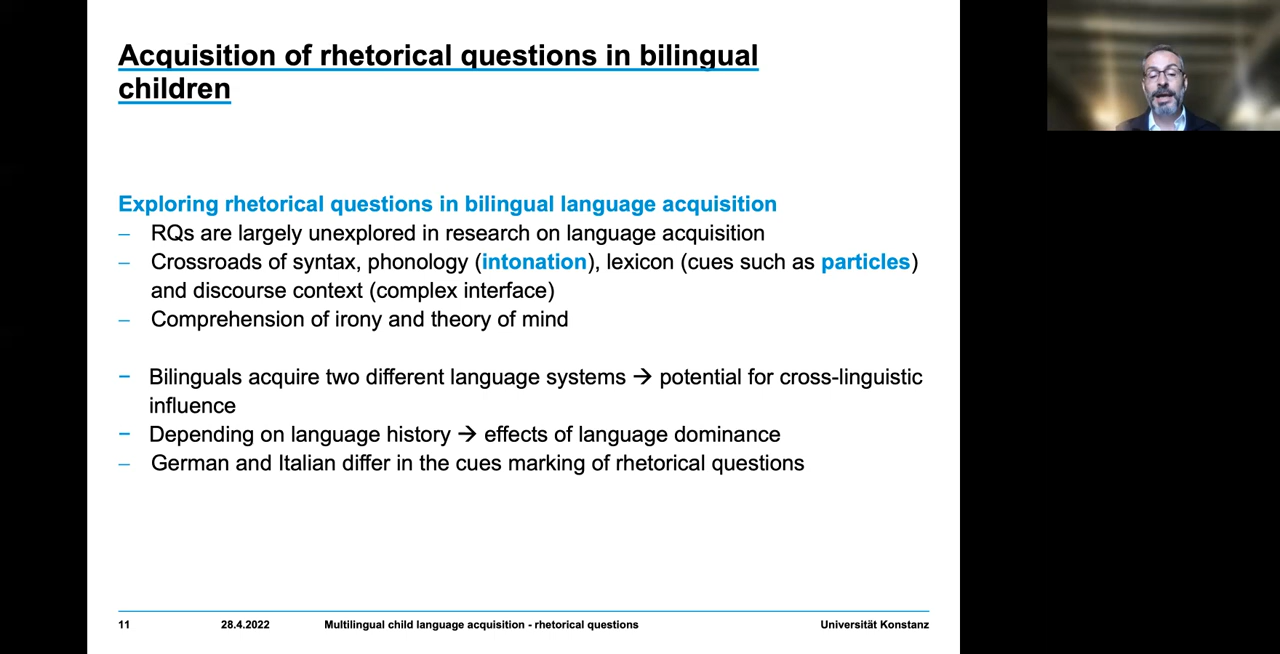 Acquisition of rhetorical questions in bilingual
children
Exploring rhetorical questions in bilingual language acquisition
– RQs are largely unexplored in research on language acquisition
– Crossroads of syntax, phonology (intonation), lexicon (cues such as particles)
and discourse context (complex interface)
– Comprehension of irony and theory of mind
– Bilinguals acquire two different language systems → potential for cross-linguistic
influence
– Depending on language history → effects of language dominance
– German and Italian differ in the cues marking of rhetorical questions
11 28.4.2022 Multilingual child language acquisition - rhetorical questions Universität Konstanz